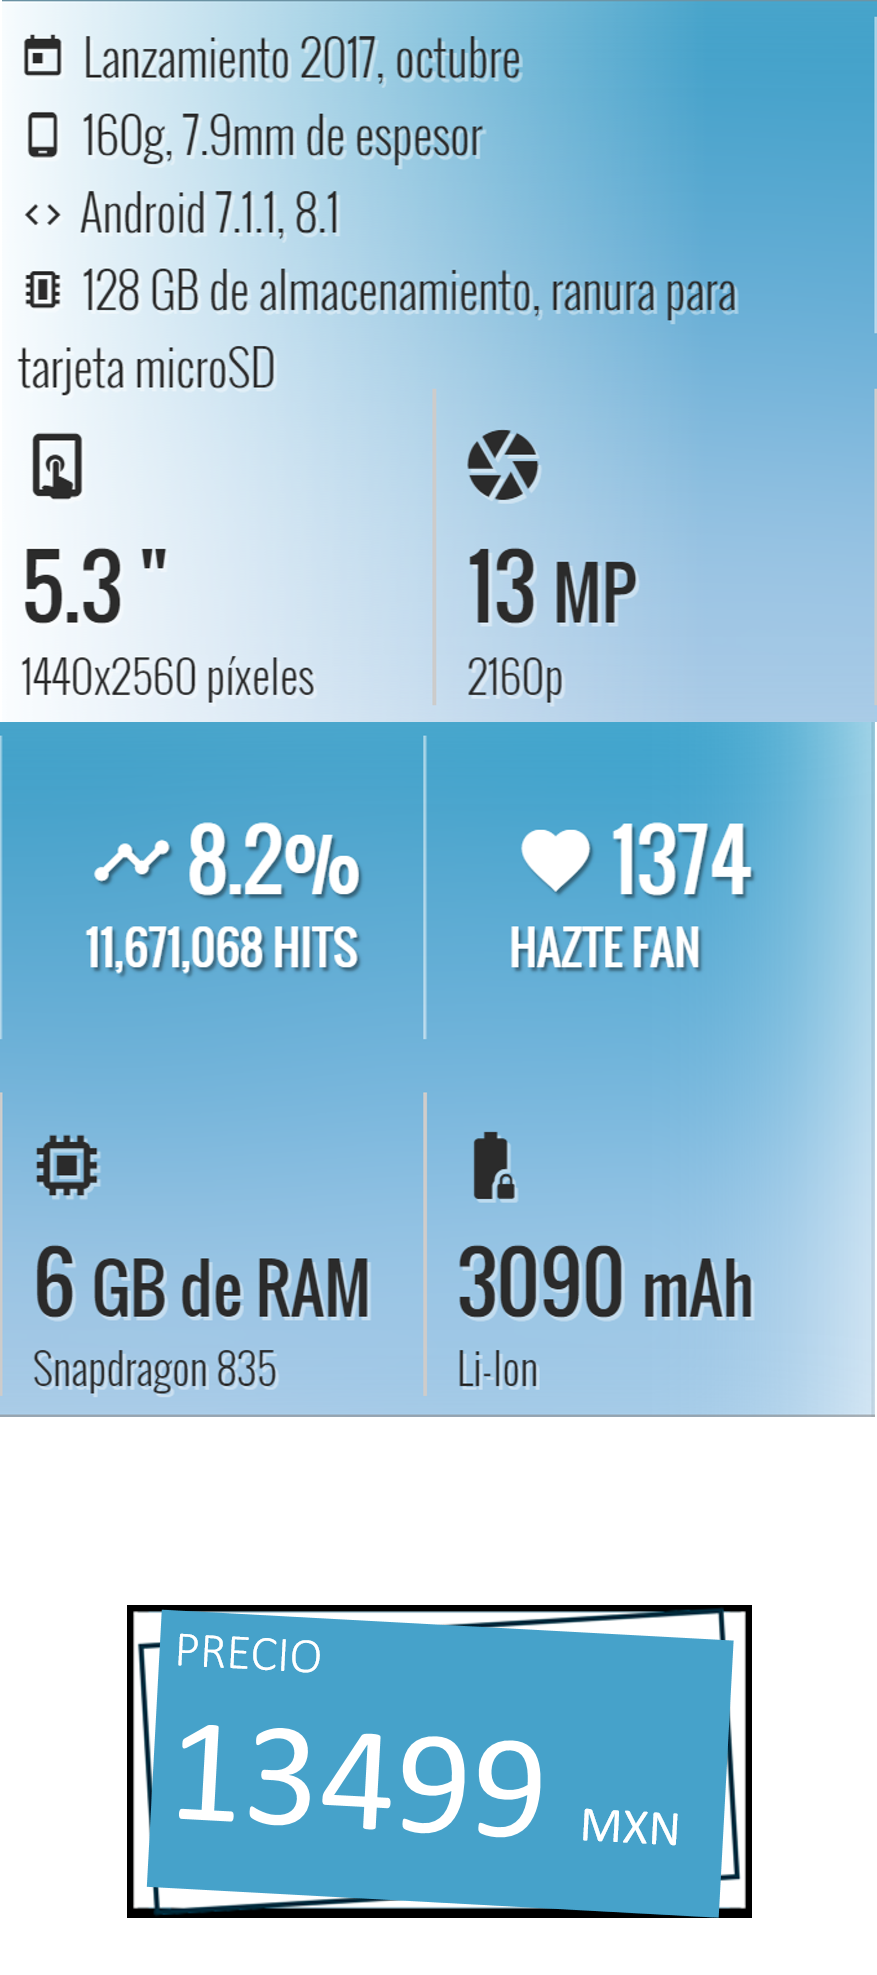 Lanzamiento 2017, octubre
160g, 7.9mm de espesor
Android 7.1.1, 8.1
128 GB de almacenamiento, ranura para
tarjeta microSD
5.3 "
1440x2560 píxeles
13 MP
2160p
8.2%
11,671,068 HITS
1374
HAZTE FAN
6 GB de RAM
Snapdragon 835
3090 mAh
Li-Ion
PRECIO
13499 MXN